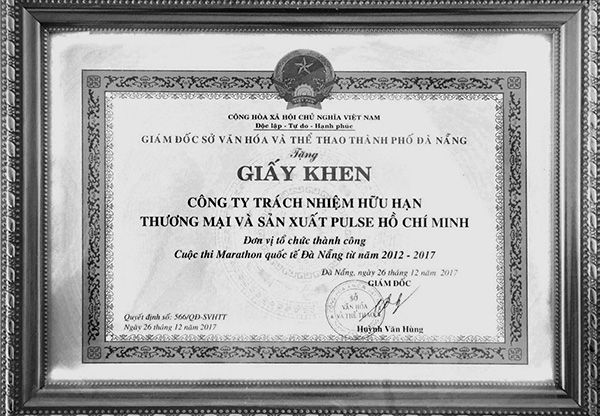 CỘNG HÒA XÃ HỘI CHỦ NGHĨA VIỆT NAM
Độc lập - Tự do - Hạnh phúc
GIÁM ĐỐC SỞ VĂN HÓA VÀ THỂ THAO THÀNH PHỐ ĐÀ NẴNG
Tặng
GIẤY KHEN
CÔNG TY TRÁCH NHIỆM HỮU HẠN
THƯƠNG MẠI VÀ SẢN XUẤT PULSE HỒ CHÍ MINH
Đơn vị tổ chức thành công
Cuộc thi Marathon quốc tế Đà Nẵng từ năm 2012 - 2017
Đà Nẵng, ngày 26 tháng 12 năm 2017
GIÁM ĐỐC
SỞ
VĂN HÓA
VÀ THỂ THAO
Quyết định số: 566/QĐ-SVHTT
Ngày 26 tháng 12 năm 2017
Huỳnh Văn Hùng